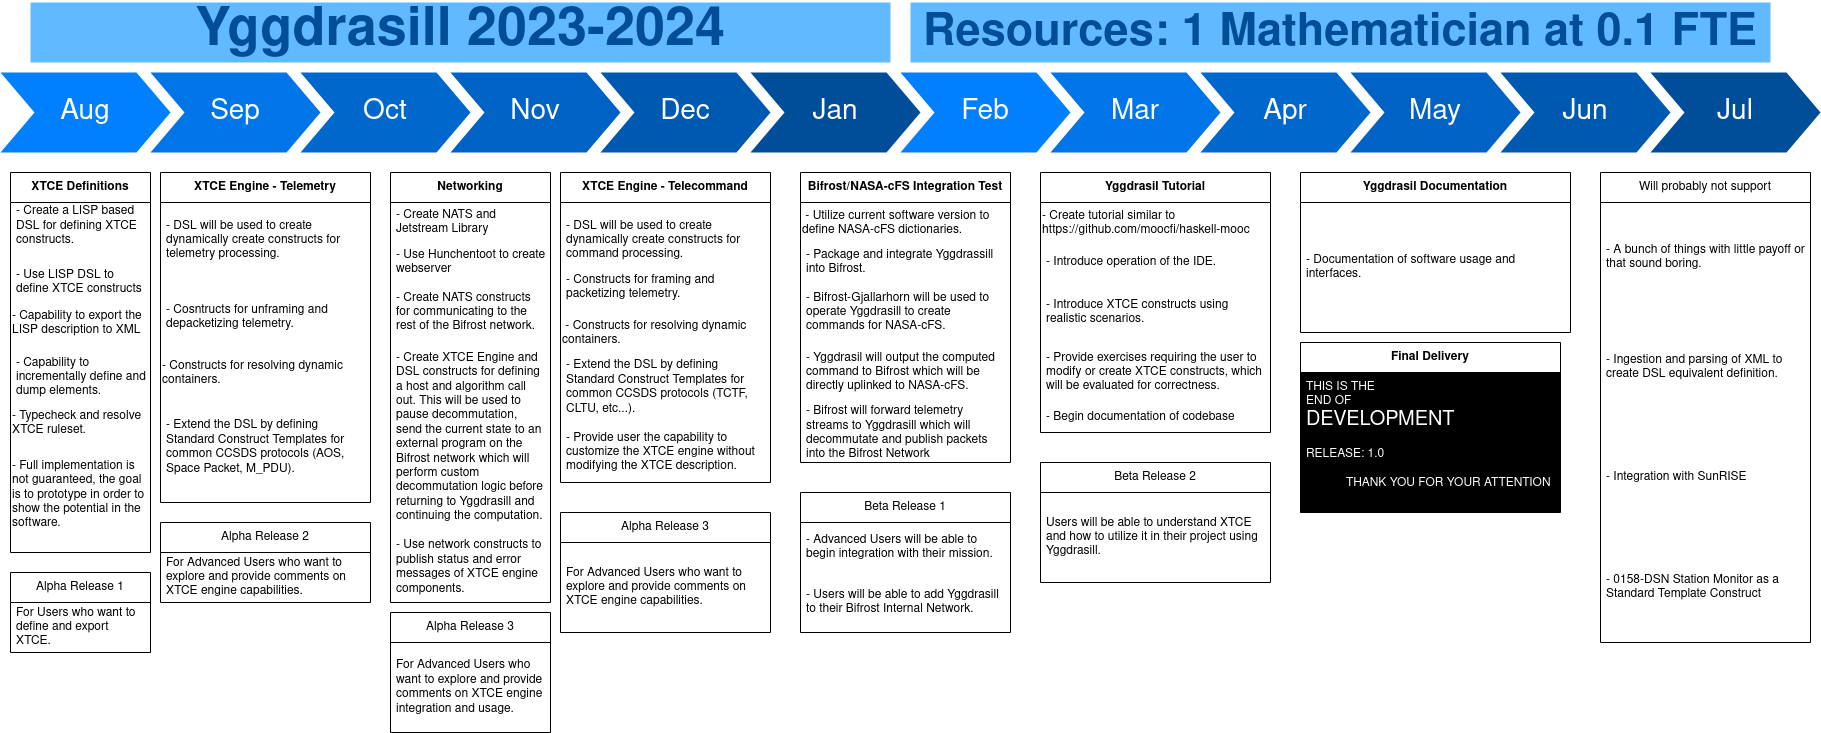 Yggdrasill 2023-2024
Resources: 1 Mathematician at 0.1 FTE
Aug
Sep
Oct
Nov
Dec
Jan
Feb
Mar
Apr
May
Jun
Jul
XTCE Definitions
- Create a LISP based
DSL for defining XTCE
constructs.
- Use LISP DSL to
define XTCE constructs
- Capability to export the
LISP description to XML
- Capability to
incrementally define and
dump elements.
- Typecheck and resolve
XTCE ruleset.
- Full implementation is
not guaranteed, the goal
is to prototype in order to
show the potential in the
software.
Alpha Release 1
For Users who want to
define and export
XTCE.
XTCE Engine - Telemetry
- DSL will be used to create
dynamically create constructs for
telemetry processing.
- Cosntructs for unframing and
depacketizing telemetry.
- Constructs for resolving dynamic
containers.
- Extend the DSL by defining
Standard Construct Templates for
common CCSDS protocols (AOS,
Space Packet, M_PDU).
Alpha Release 2
For Advanced Users who want to
explore and provide comments on
XTCE engine capabilities.
Networking
- Create NATS and
Jetstream Library
- Use Hunchentoot to create
webserver
- Create NATS constructs
for communicating to the
rest of the Bifrost network.
- Create XTCE Engine and
DSL constructs for defining
a host and algorithm call
out. This will be used to
pause decommutation,
send the current state to an
external program on the
Bifrost network which will
perform custom
decommutation logic before
returning to Yggdrasill and
continuing the computation.
- Use network constructs to
publish status and error
messages of XTCE engine
components.
Alpha Release 3
For Advanced Users who
want to explore and provide
comments on XTCE engine
integration and usage.
XTCE Engine - Telecommand
- DSL will be used to create
dynamically create constructs for
command processing.
- Constructs for framing and
packetizing telemetry.
- Constructs for resolving dynamic
containers.
- Extend the DSL by defining
Standard Construct Templates for
common CCSDS protocols (TCTF,
CLTU, etc...).
- Provide user the capability to
customize the XTCE engine without
modifying the XTCE description.
Alpha Release 3
For Advanced Users who want to
explore and provide comments on
XTCE engine capabilities.
Bifrost/NASA-cFS Integration Test
- Utilize current software version to
define NASA-cFS dictionaries.
- Package and integrate Yggdrassill
into Bifrost.
- Bifrost-Gjallarhorn will be used to
operate Yggdrasill to create
commands for NASA-cFS.
- Yggdrasil will output the computed
command to Bifrost which will be
directly uplinked to NASA-cFS.
- Bifrost will forward telemetry
streams to Yggdrasill which will
decommutate and publish packets
into the Bifrost Network
Beta Release 1
- Advanced Users will be able to
begin integration with their mission.
- Users will be able to add Yggdrasill
to their Bifrost Internal Network.
Yggdrasil Tutorial
- Create tutorial similar to
https://github.com/moocfi/haskell-mooc
- Introduce operation of the IDE.
- Introduce XTCE constructs using
realistic scenarios.
- Provide exercises requiring the user to
modify or create XTCE constructs, which
will be evaluated for correctness.
- Begin documentation of codebase
Beta Release 2
Users will be able to understand XTCE
and how to utilize it in their project using
Yggdrasill.
Yggdrasil Documentation
- Documentation of software usage and
interfaces.
Final Delivery
THIS IS THE
END OF
DEVELOPMENT
RELEASE: 1.0
THANK YOU FOR YOUR ATTENTION
Will probably not support
- A bunch of things with little payoff or
that sound boring.
- Ingestion and parsing of XML to
create DSL equivalent definition.
- Integration with SunRISE
- 0158-DSN Station Monitor as a
Standard Template Construct